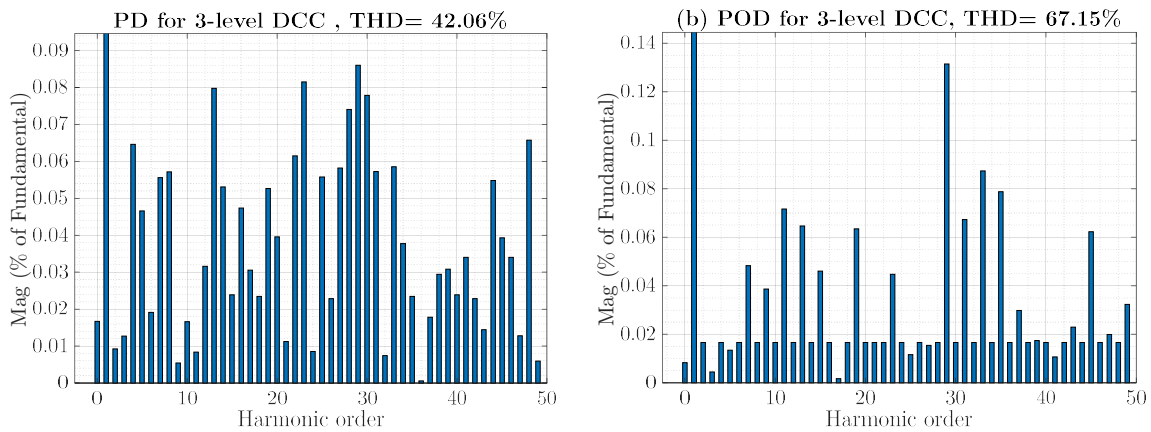 PD for 3-level DCC , THD= 42.06%
Mag (% of Fundamental)
0.09
0.08
0.07
0.06
0.05
0.04
0.03
0.02
0.01
0
0 10 20 30 40 50
Harmonic order
(b) POD for 3-level DCC, THD= 67.15%
Mag (% of Fundamental)
0.14
0.12
0.1
0.08
0.06
0.04
0.02
0
0 10 20 30 40 50
Harmonic order